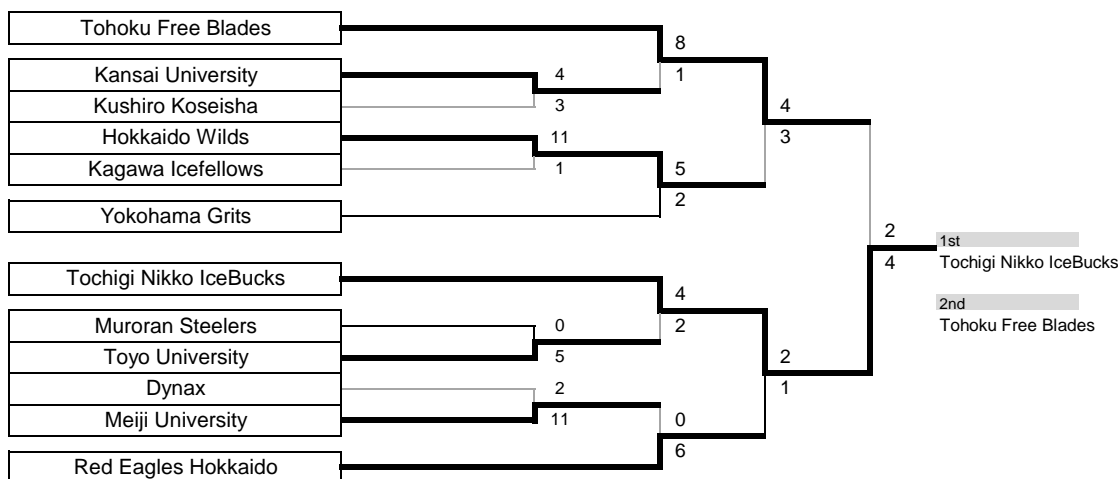 Tohoku Free Blades
8
Kansai University
4
1
Kushiro Koseisha
3
4
Hokkaido Wilds
11
3
Kagawa Icefellows
1
5
Yokohama Grits
2
2
1st
4
Tochigi Nikko IceBucks
Tochigi Nikko IceBucks
4
2nd
Muroran Steelers
0
2
Tohoku Free Blades
Toyo University
5
2
Dynax
2
1
Meiji University
11
0
Red Eagles Hokkaido
6